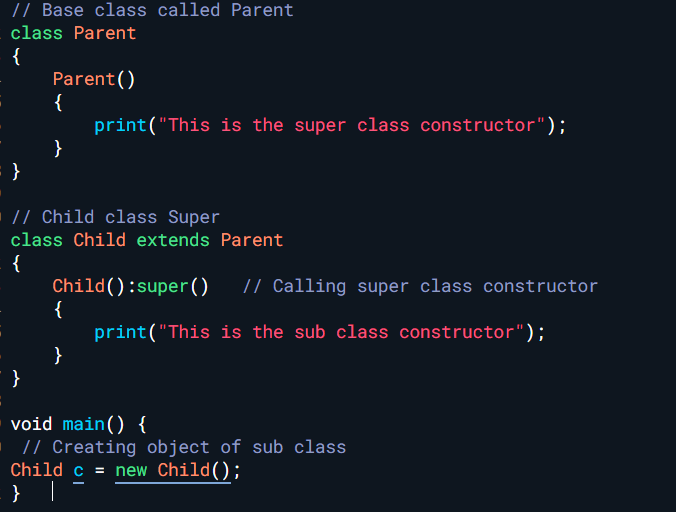 // Base class called Parent
class Parent
{
    Parent()
    {
        print("This is the super class constructor");
    }
}
// Child class Super
class Child extends Parent
{
    Child():super()   // Calling super class constructor
    {
        print("This is the sub class constructor");
    }
}
void main() {
 // Creating object of sub class
Child c = new Child();
}